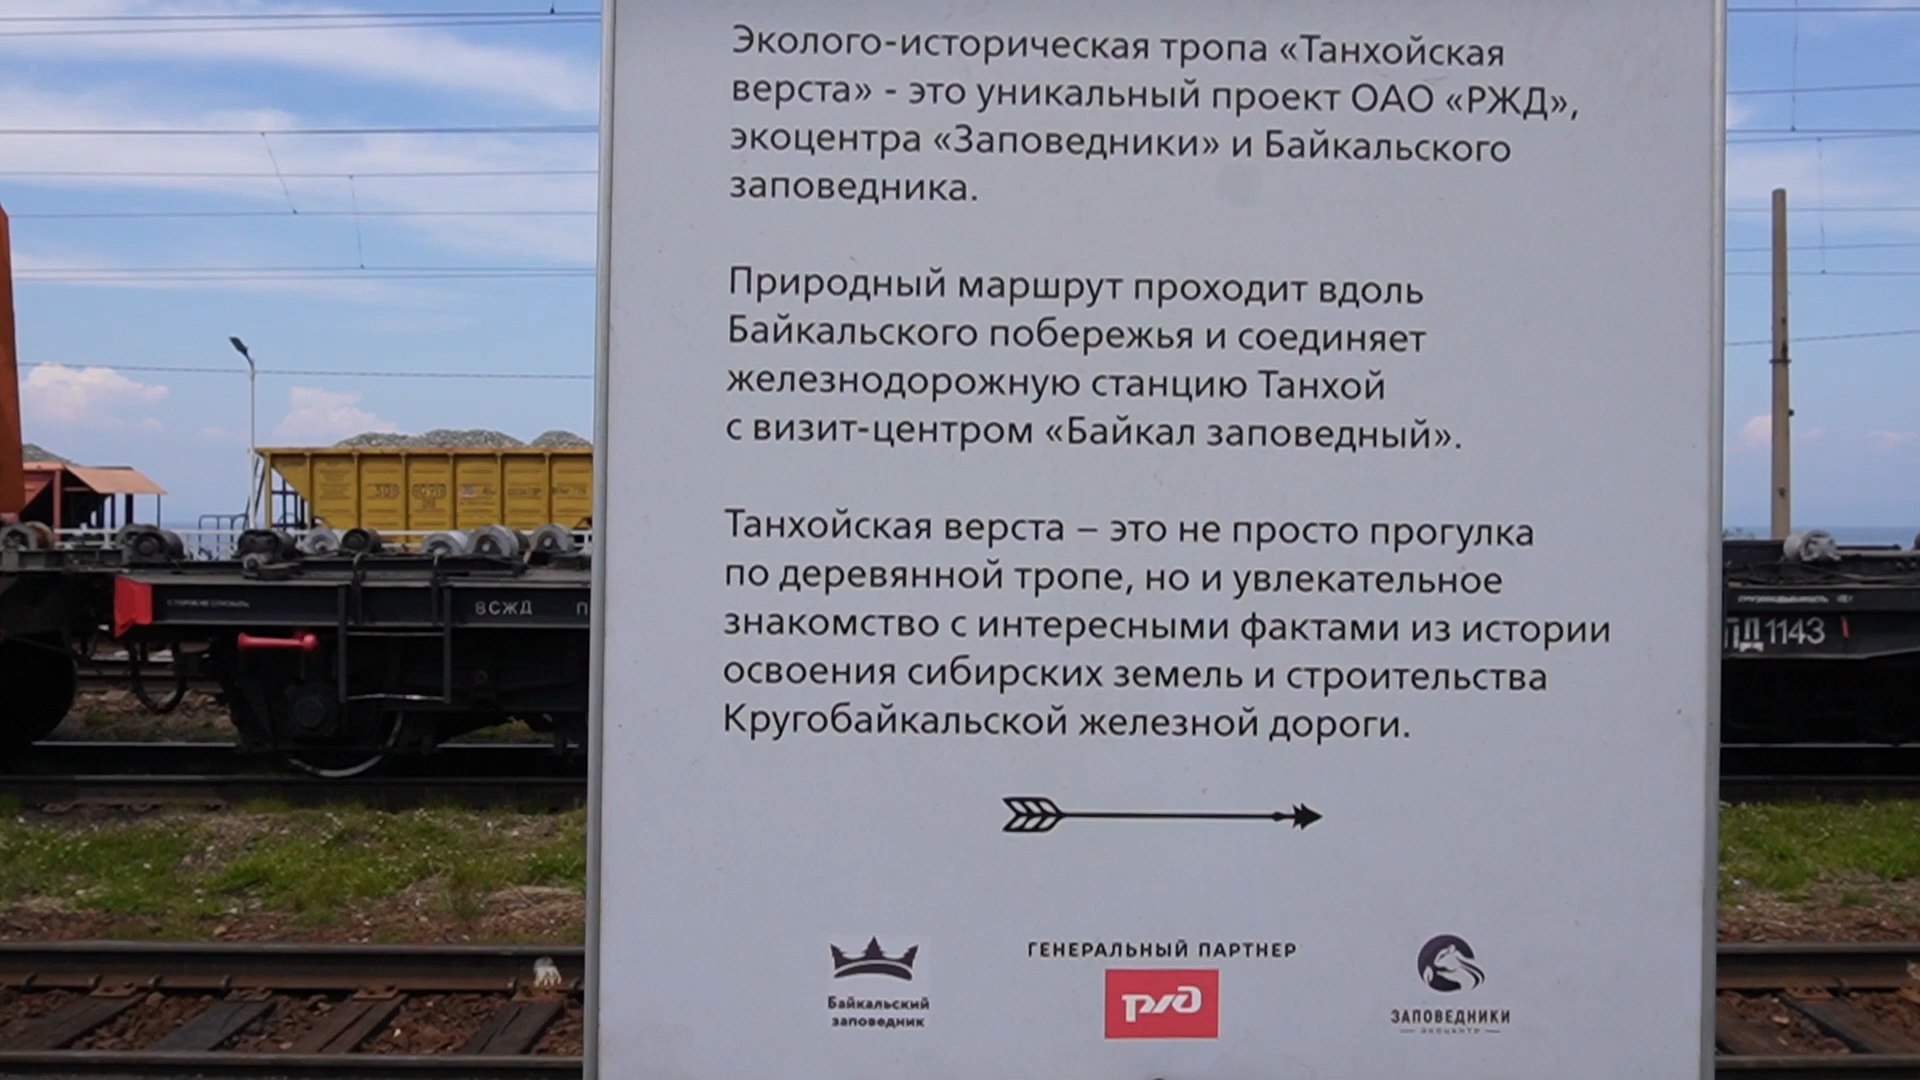 Эколого-историческая тропа «Танхойская
верста» - это уникальный проект ОАО «РЖД»,
экоцентра «Заповедники» и Байкальского
заповедника.
Природный маршрут проходит вдоль
Байкальского побережья и соединяет
железнодорожную станцию Танхой
с визит-центром «Байкал заповедный».
Танхойская верста – это не просто прогулка
по деревянной тропе, но и увлекательное
знакомство с интересными фактами из истории
освоения сибирских земель и строительства
Кругобайкальской железной дороги.
ВСЖД П
ПД 1143
Байкальский
заповедник
ГЕНЕРАЛЬНЫЙ ПАРТНЕР
РЖД
ЗАПОВЕДНИКИ
ЭКОЦЕНТР